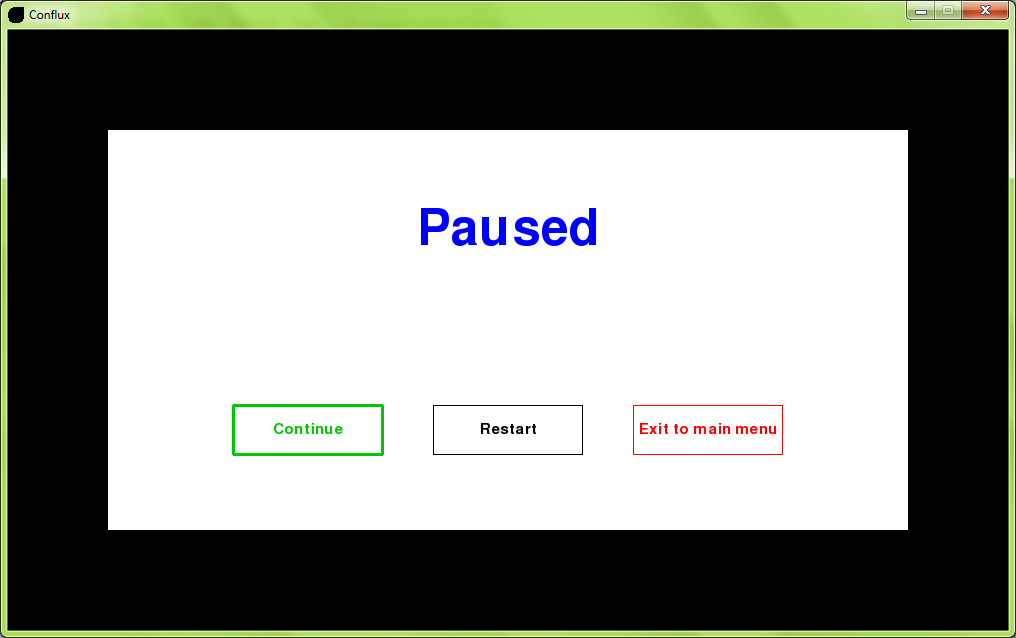 Conflux
Paused
Continue
Restart
Exit to main menu